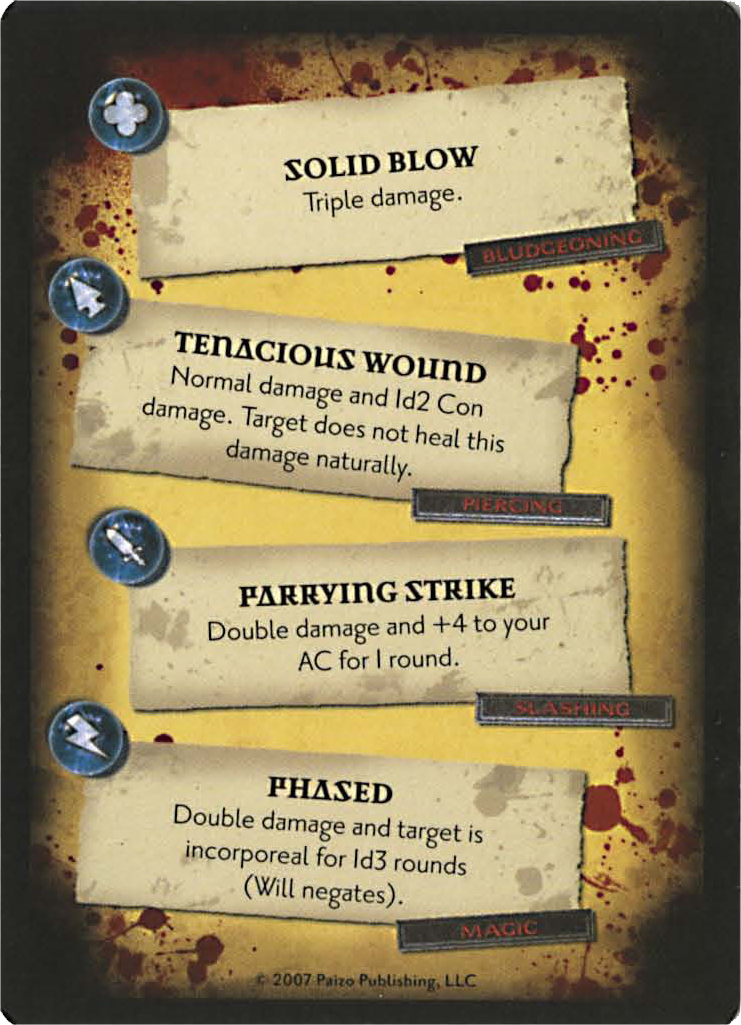 SOLID BLOW
Triple damage.
BLUDGEONING
TENACIOUS WOUND
Normal damage and 1d2 Con
damage. Target does not heal this
damage naturally.
PIERCING
PARRYING STRIKE
Double damage and +4 to your
AC for 1 round.
SLASHING
PHASED
Double damage and target is
incorporeal for 1d3 rounds
(Will negates).
MAGIC
© 2007 Paizo Publishing, LLC